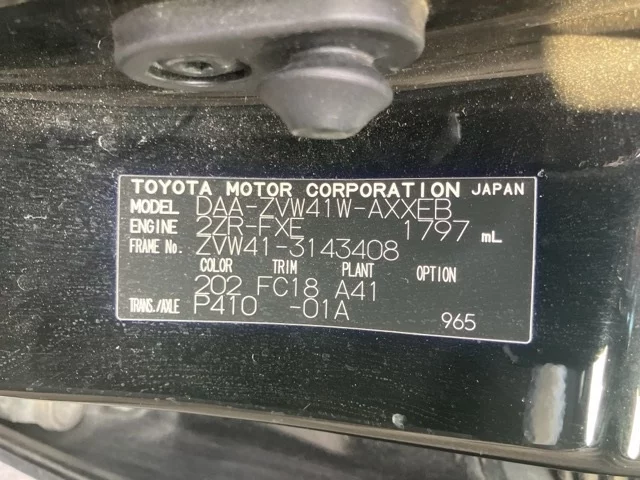 TOYOTA MOTOR CORPORATION JAPAN
MODEL DAA-ZVW41W-AXXEB
ENGINE 2ZR-FXE 1797 mL
FRAME No. ZVW41-3143408
COLOR TRIM PLANT OPTION
202 FC18 A41
TRANS./AXLE P410 -01A
965